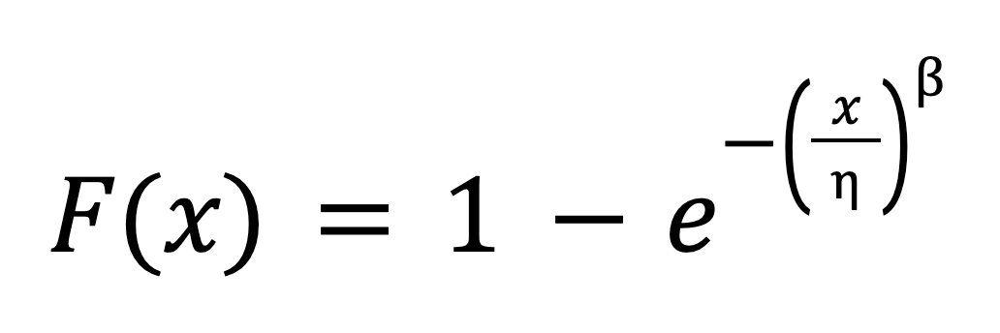 F(x) = 1 − e^{−(x/η)^β}